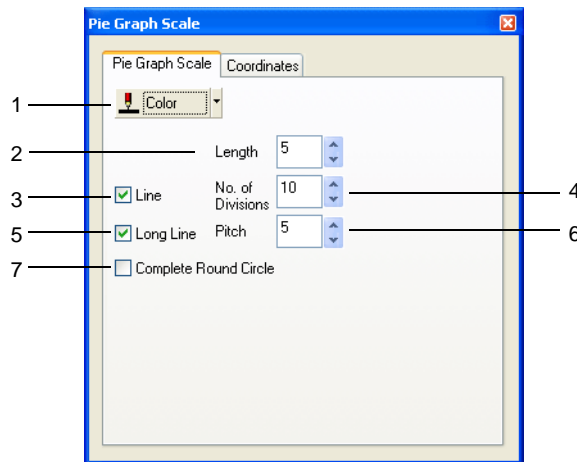 Pie Graph Scale
Pie Graph Scale Coordinates
1 Color
2 Length 5
3 Line No. of Divisions 10 4
5 Long Line Pitch 5 6
7 Complete Round Circle